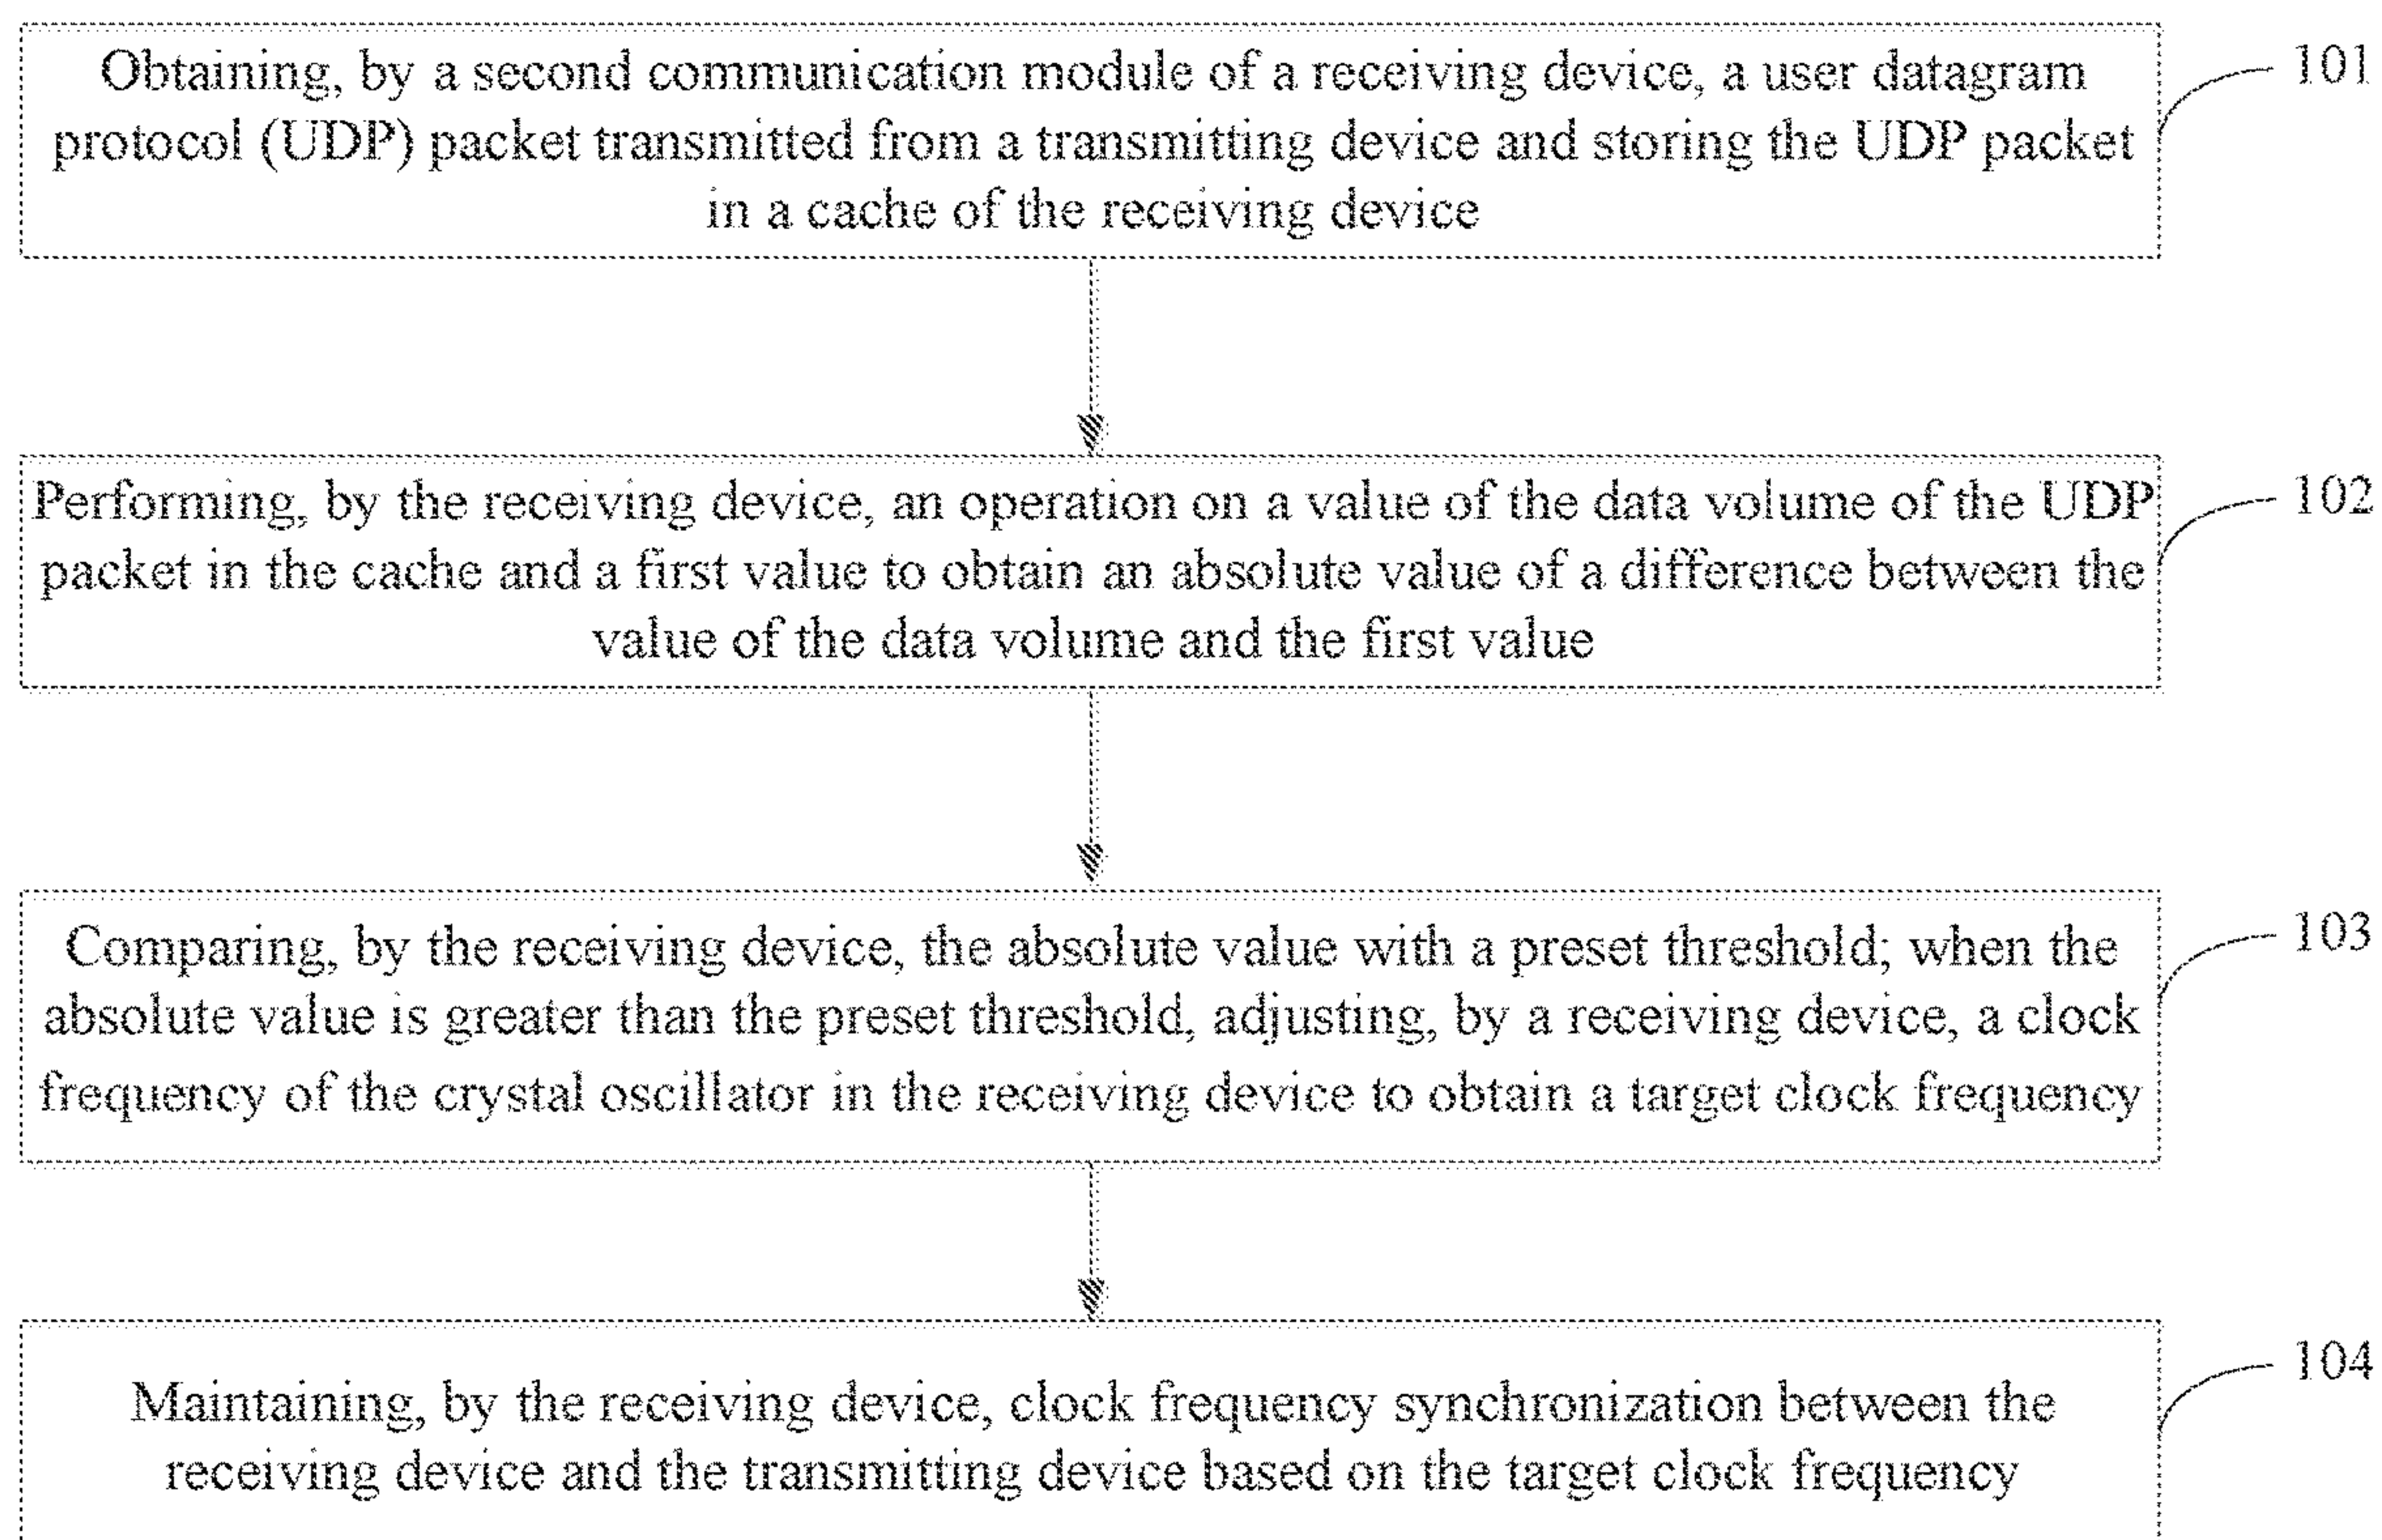 Obtaining, by a second communication module of a receiving device, a user datagram
protocol (UDP) packet transmitted from a transmitting device and storing the UDP packet
in a cache of the receiving device
101
Performing, by the receiving device, an operation on a value of the data volume of the UDP
packet in the cache and a first value to obtain an absolute value of a difference between the
value of the data volume and the first value
102
Comparing, by the receiving device, the absolute value with a preset threshold; when the
absolute value is greater than the preset threshold, adjusting, by a receiving device, a clock
frequency of the crystal oscillator in the receiving device to obtain a target clock frequency
103
Maintaining, by the receiving device, clock frequency synchronization between the
receiving device and the transmitting device based on the target clock frequency
104